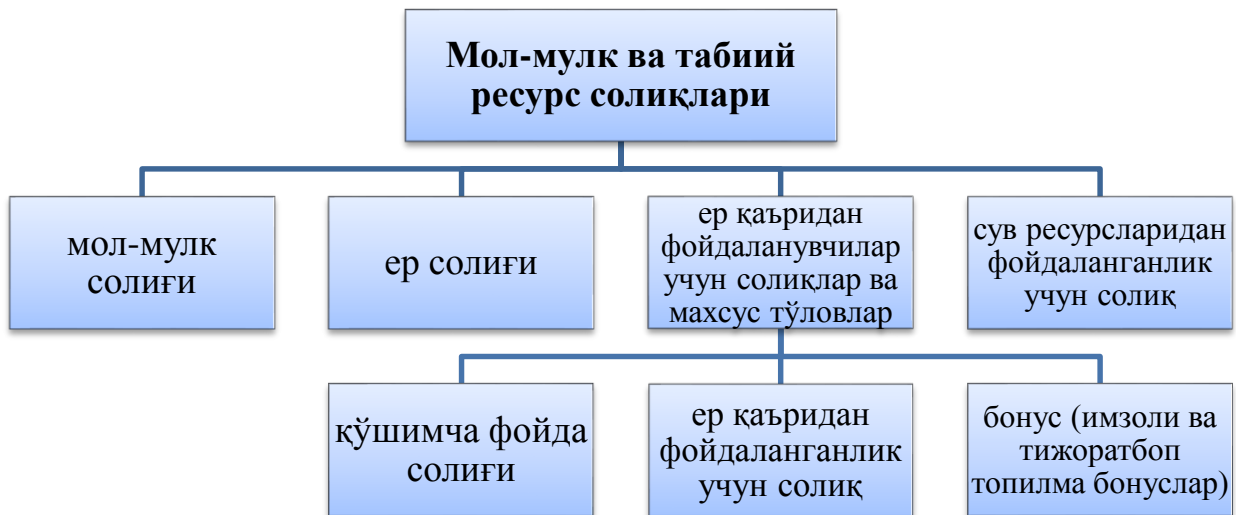 Мол-мулк ва табиий
ресурс солиқлари
мол-мулк
солиғи
ер солиғи
ер қаъридан
фойдаланувчилар
учун солиқлар ва
махсус тўловлар
сув ресурсларидан
фойдаланганлик
учун солиқ
қўшимча фойда
солиғи
ер қаъридан
фойдаланганлик
учун солиқ
бонус (имзоли ва
тижоратбоп
топилма бонуслар)